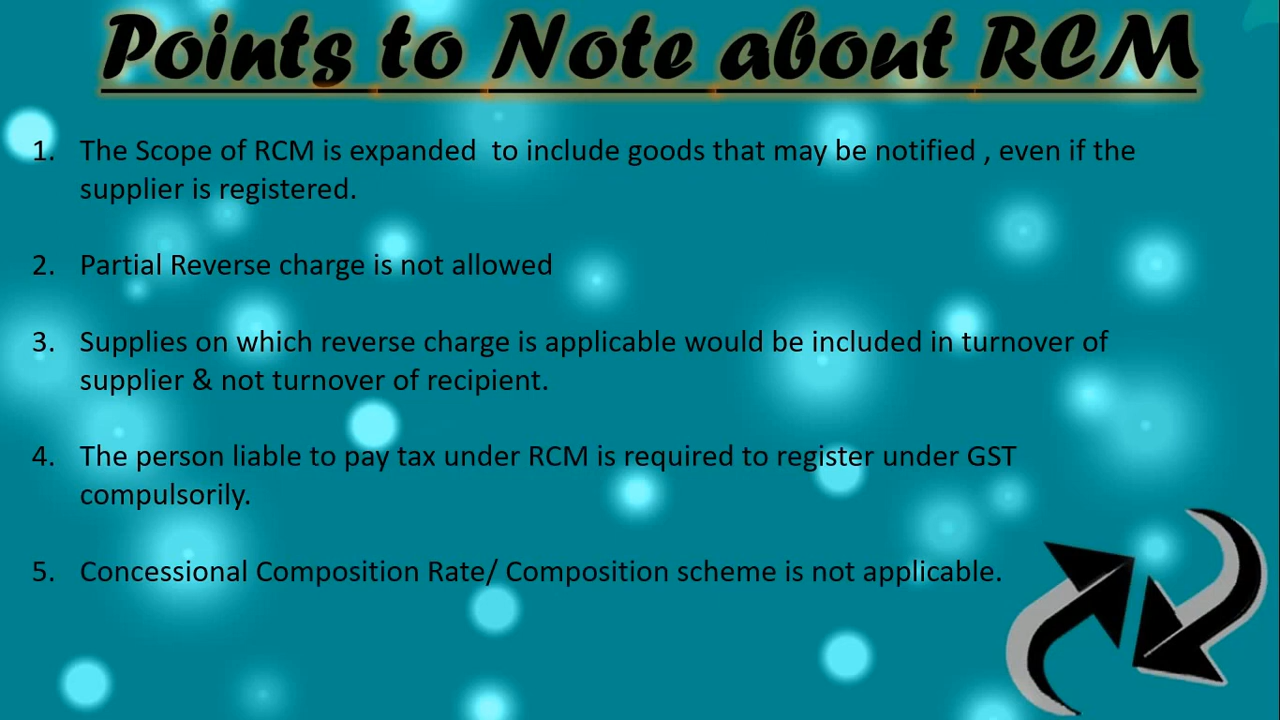 Points to Note about RCM
1. The Scope of RCM is expanded  to include goods that may be notified , even if the
supplier is registered.
2. Partial Reverse charge is not allowed
3. Supplies on which reverse charge is applicable would be included in turnover of
supplier & not turnover of recipient.
4. The person liable to pay tax under RCM is required to register under GST
compulsorily.
5. Concessional Composition Rate/ Composition scheme is not applicable.